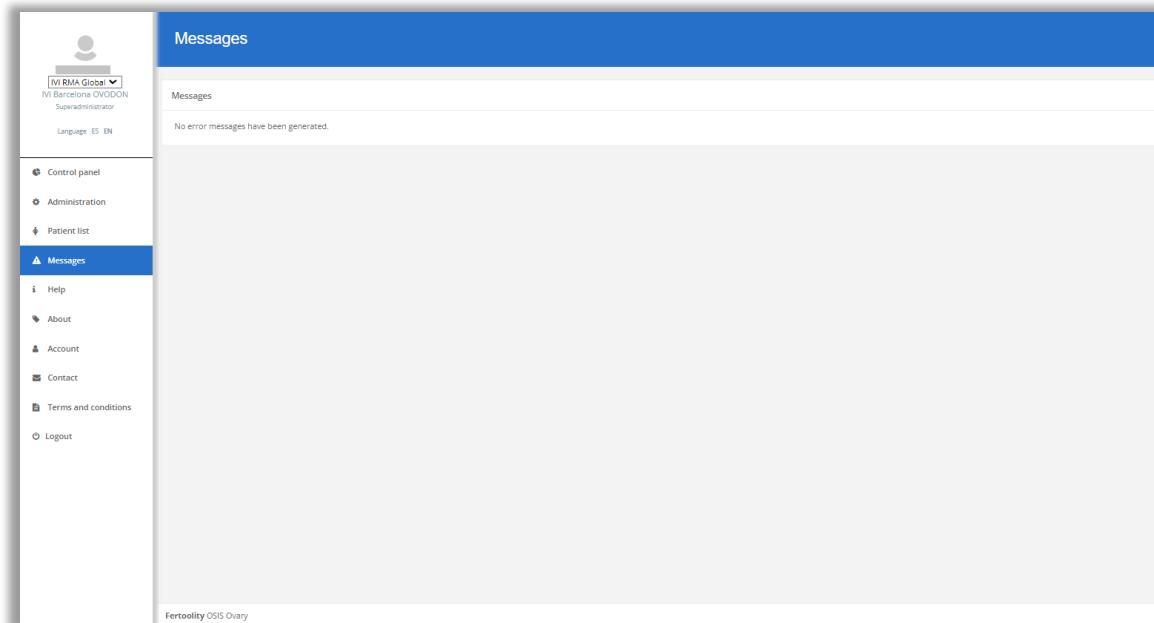 IVI RMA Global
IVI Barcelona OVODON
Superadministrator
Language ES EN
Control panel
Administration
Patient list
Messages
Help
About
Account
Contact
Terms and conditions
Logout
Messages
Messages
No error messages have been generated.
Fertoolity OSIS Ovary